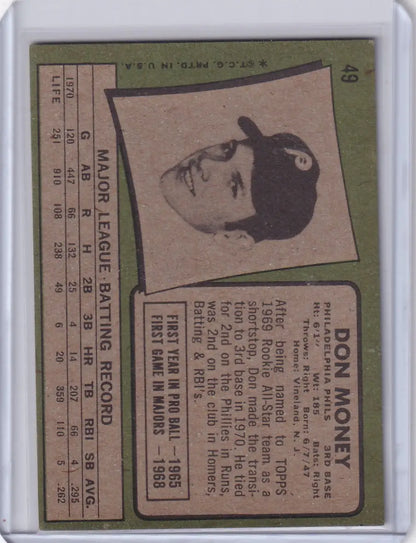 49
*© T.C.G. PRTD. IN U.S.A.
DON MONEY
PHILADELPHIA PHILS 3RD BASE
Ht: 6'1" Wt: 185 Bats: Right
Throws: Right Born: 6/7/47
Home: Vineland, N. J.
After being named to TOPPS
1969 Rookie All-Star team as a
shortstop, Don made the transi-
tion to 3rd base in 1970. He tied
for 2nd on the Phillies in Runs,
was 2nd on the club in Homers,
Batting & RBI's.
FIRST YEAR IN PRO BALL—1965
FIRST GAME IN MAJORS—1968
MAJOR LEAGUE BATTING RECORD
G AB R H 2B 3B HR TB RBI SB AVG.
1970 120 447 66 132 25 4 14 207 66 4 .295
LIFE 251 910 108 238 49 6 20 359 110 5 .262